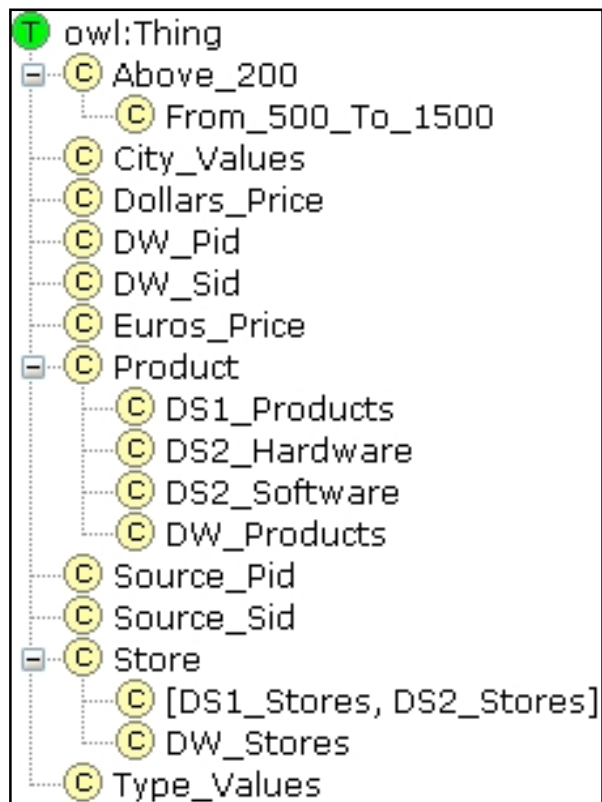 T owl:Thing
C Above_200
C From_500_To_1500
C City_Values
C Dollars_Price
C DW_Pid
C DW_Sid
C Euros_Price
C Product
C DS1_Products
C DS2_Hardware
C DS2_Software
C DW_Products
C Source_Pid
C Source_Sid
C Store
C [DS1_Stores, DS2_Stores]
C DW_Stores
C Type_Values